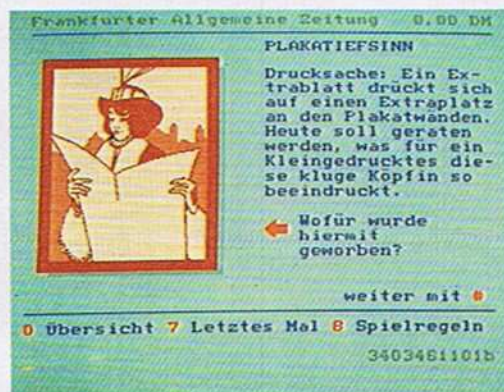 Frankfurter Allgemeine Zeitung 0.00 DM
PLAKATIEFSINN
Drucksache: Ein Ex-
trablatt drückt sich
auf einen Extraplatz
an den Plakatwänden.
Heute soll geraten
werden, was für ein
Kleingedrucktes die-
se kluge Köpfin so
beeindruckt.
Wofür wurde
hiermit
geworben?
weiter mit #
0 Übersicht 7 Letztes Mal 8 Spielregeln
3403461101b